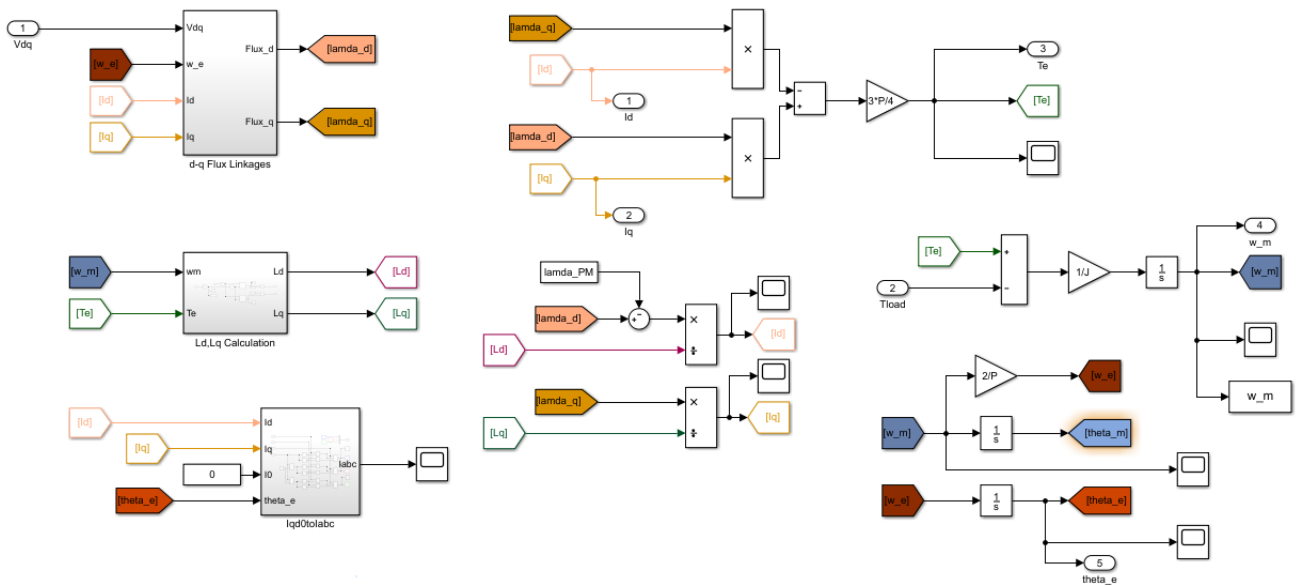 1
Vdq
[w_e]
[Id]
[Iq]
Vdq
w_e
Id
Iq
Flux_d
Flux_q
d-q Flux Linkages
[lamda_d]
[lamda_q]
[lamda_q]
[Id]
1
Id
[lamda_d]
[Iq]
2
Iq
×
×
−
+
3*P/4
3
Te
[Te]
[w_m]
[Te]
wm
Te
Ld
Lq
Ld,Lq Calculation
[Ld]
[Lq]
lamda_PM
[lamda_d]
−
+
[Ld]
×
÷
[Id]
[lamda_q]
[Lq]
×
÷
[Iq]
[Te]
2
Tload
+
−
1/J
1
s
4
w_m
[w_m]
w_m
[w_m]
2/P
[w_e]
1
s
[theta_m]
[w_e]
1
s
[theta_e]
5
theta_e
[Id]
[Iq]
0
[theta_e]
Id
Iq
I0
theta_e
Iabc
Iqd0toIabc